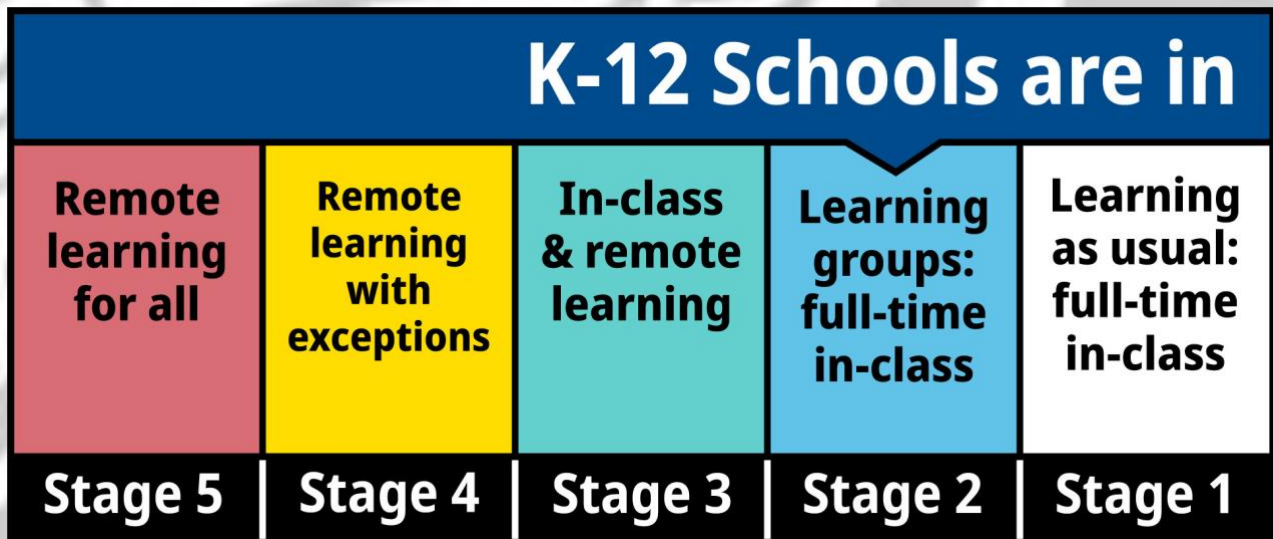 K-12 Schools are in
Remote
learning
for all
Remote
learning
with
exceptions
In-class
& remote
learning
Learning
groups:
full-time
in-class
Learning
as usual:
full-time
in-class
Stage 5
Stage 4
Stage 3
Stage 2
Stage 1